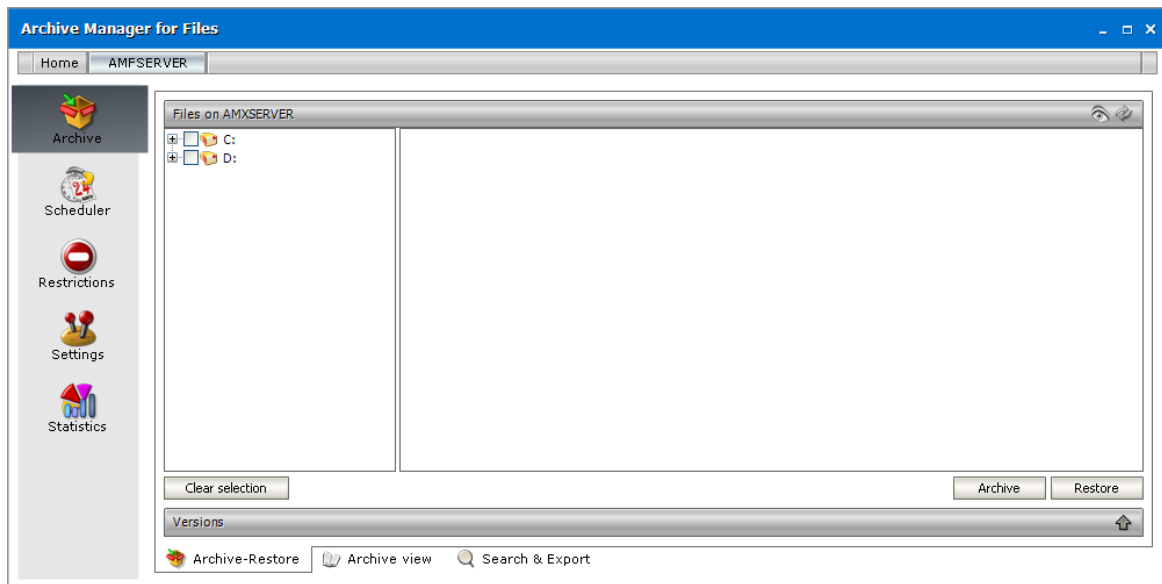 Archive Manager for Files
Home AMFSERVER
Archive
Scheduler
24
Restrictions
Settings
Statistics
Files on AMXSERVER
C:
D:
Clear selection Archive Restore
Versions
Archive-Restore Archive view Search & Export